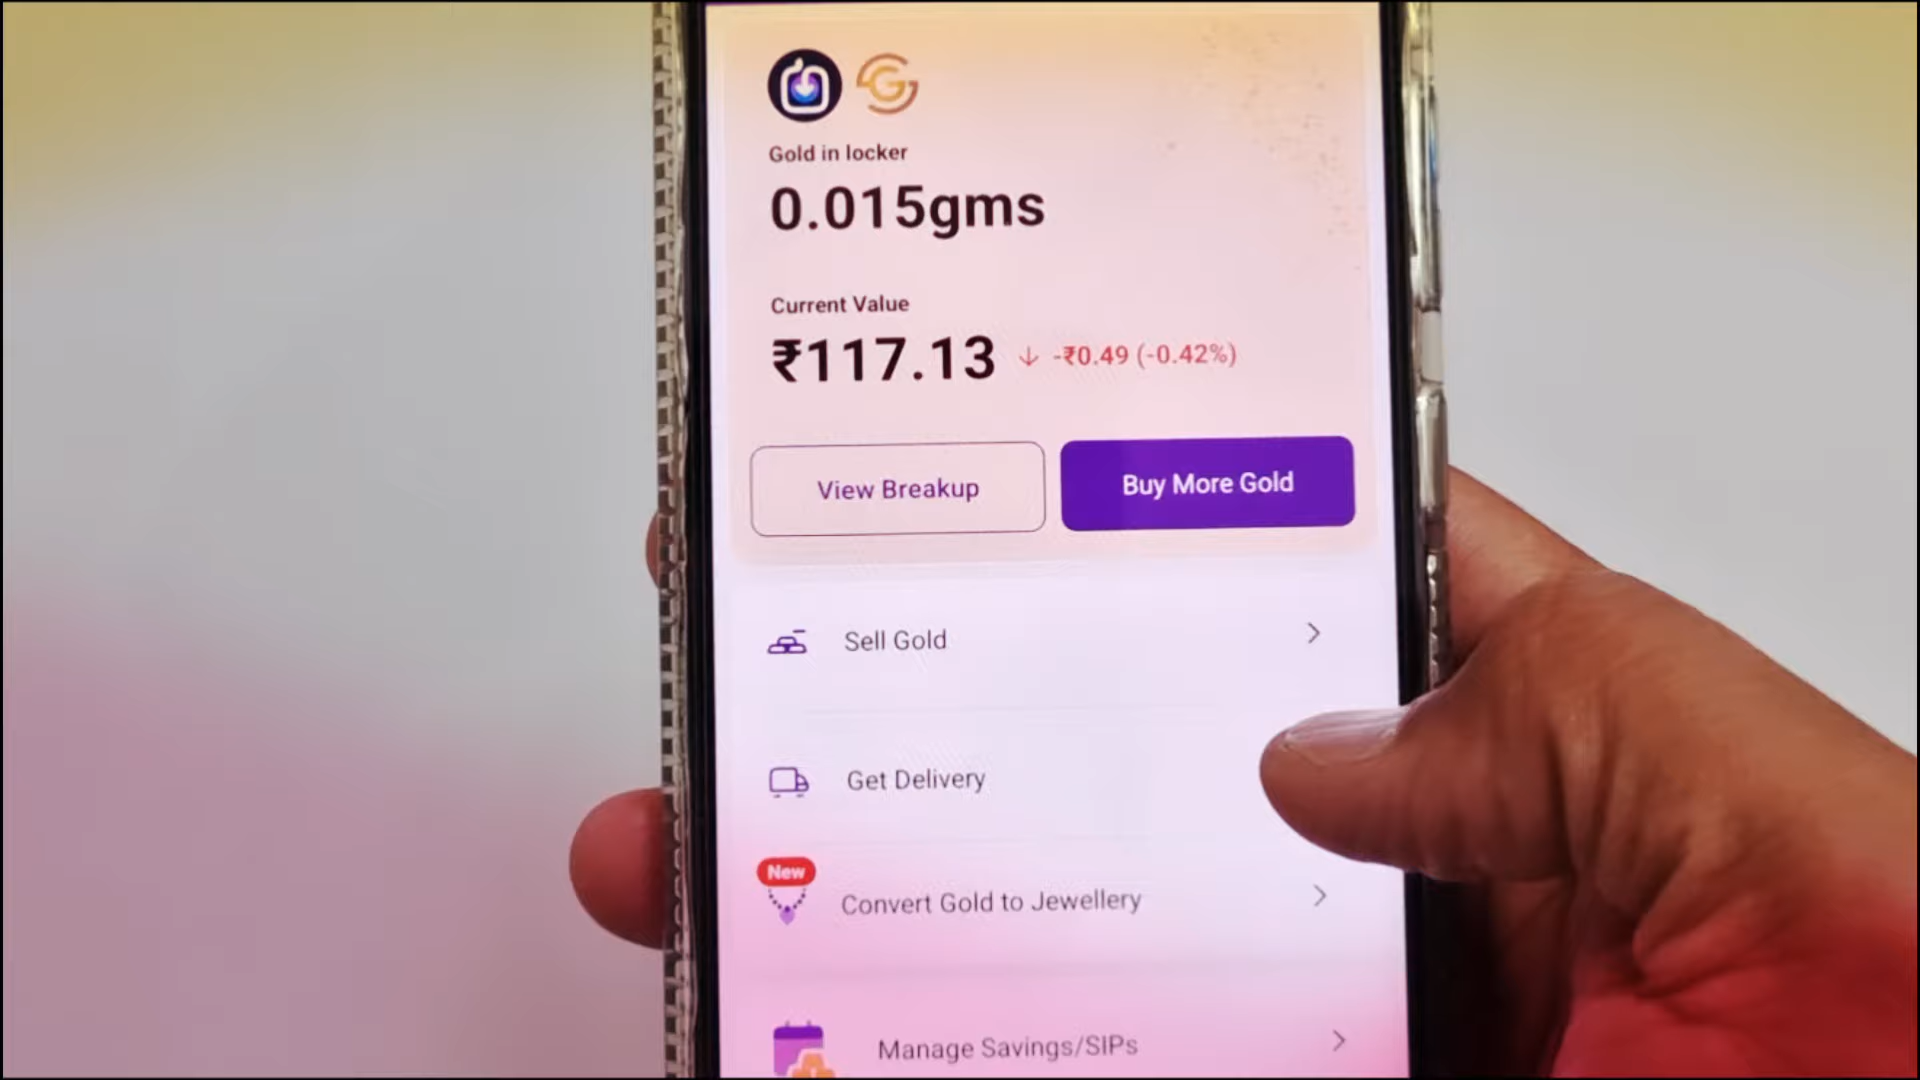 Gold in locker
0.015gms
Current Value
₹117.13 ↓ -₹0.49 (-0.42%)
View Breakup
Buy More Gold
Sell Gold
Get Delivery
New
Convert Gold to Jewellery
Manage Savings/SIPs